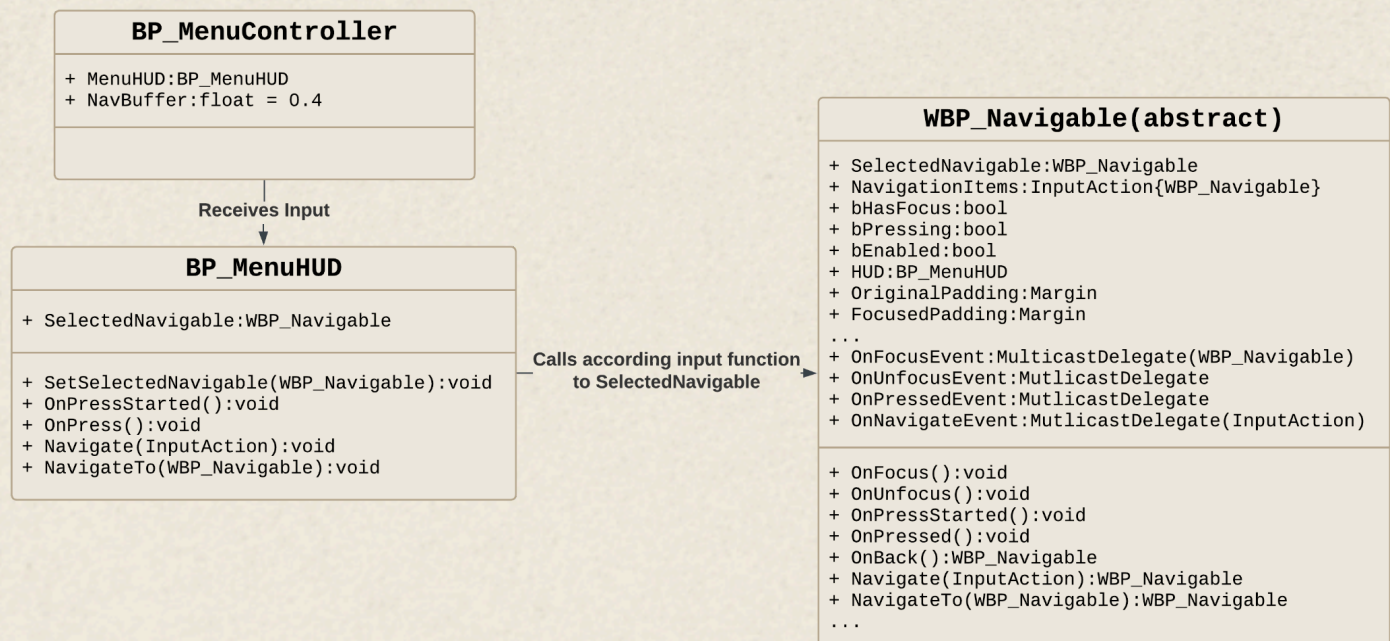 BP_MenuController
+ MenuHUD:BP_MenuHUD
+ NavBuffer:float = 0.4
Receives Input
BP_MenuHUD
+ SelectedNavigable:WBP_Navigable
+ SetSelectedNavigable(WBP_Navigable):void
+ OnPressStarted():void
+ OnPress():void
+ Navigate(InputAction):void
+ NavigateTo(WBP_Navigable):void
Calls according input function
to SelectedNavigable
WBP_Navigable(abstract)
+ SelectedNavigable:WBP_Navigable
+ NavigationItems:InputAction{WBP_Navigable}
+ bHasFocus:bool
+ bPressing:bool
+ bEnabled:bool
+ HUD:BP_MenuHUD
+ OriginalPadding:Margin
+ FocusedPadding:Margin
...
+ OnFocusEvent:MulticastDelegate(WBP_Navigable)
+ OnUnfocusEvent:MutlicastDelegate
+ OnPressedEvent:MutlicastDelegate
+ OnNavigateEvent:MutlicastDelegate(InputAction)
+ OnFocus():void
+ OnUnfocus():void
+ OnPressStarted():void
+ OnPressed():void
+ OnBack():WBP_Navigable
+ Navigate(InputAction):WBP_Navigable
+ NavigateTo(WBP_Navigable):WBP_Navigable
...